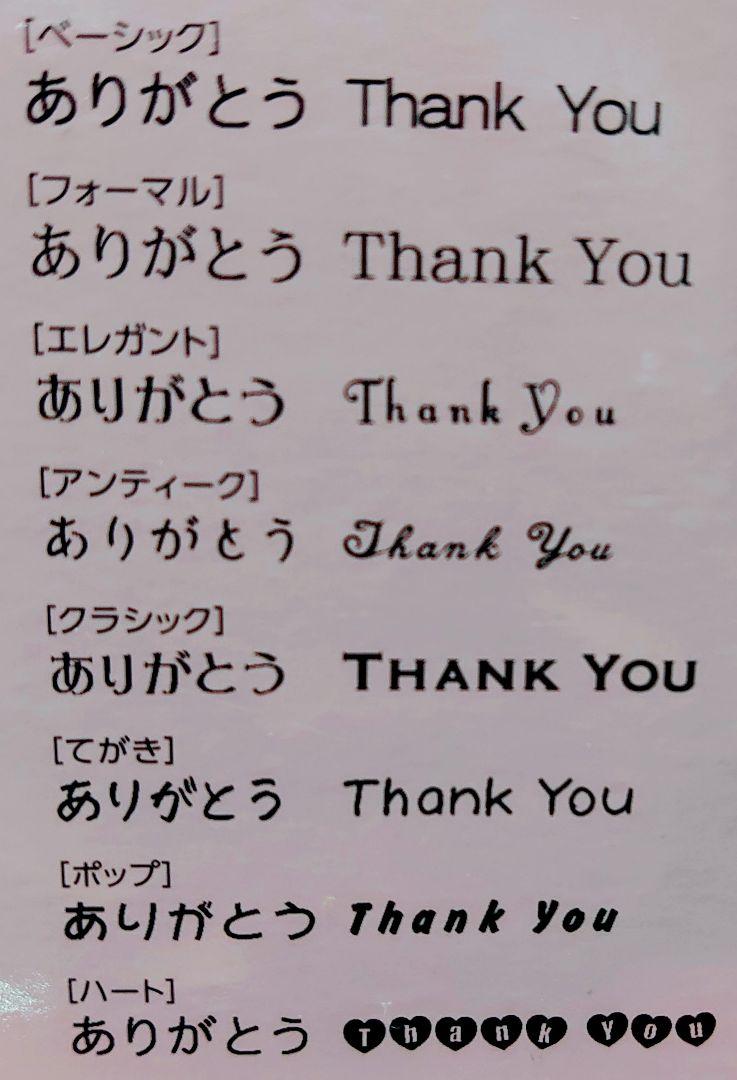 [ベーシック]
ありがとう Thank You
[フォーマル]
ありがとう Thank You
[エレガント]
ありがとう Thank You
[アンティーク]
ありがとう Thank You
[クラシック]
ありがとう THANK YOU
[てがき]
ありがとう Thank You
[ポップ]
ありがとう Thank You
[ハート]
ありがとう Thank You